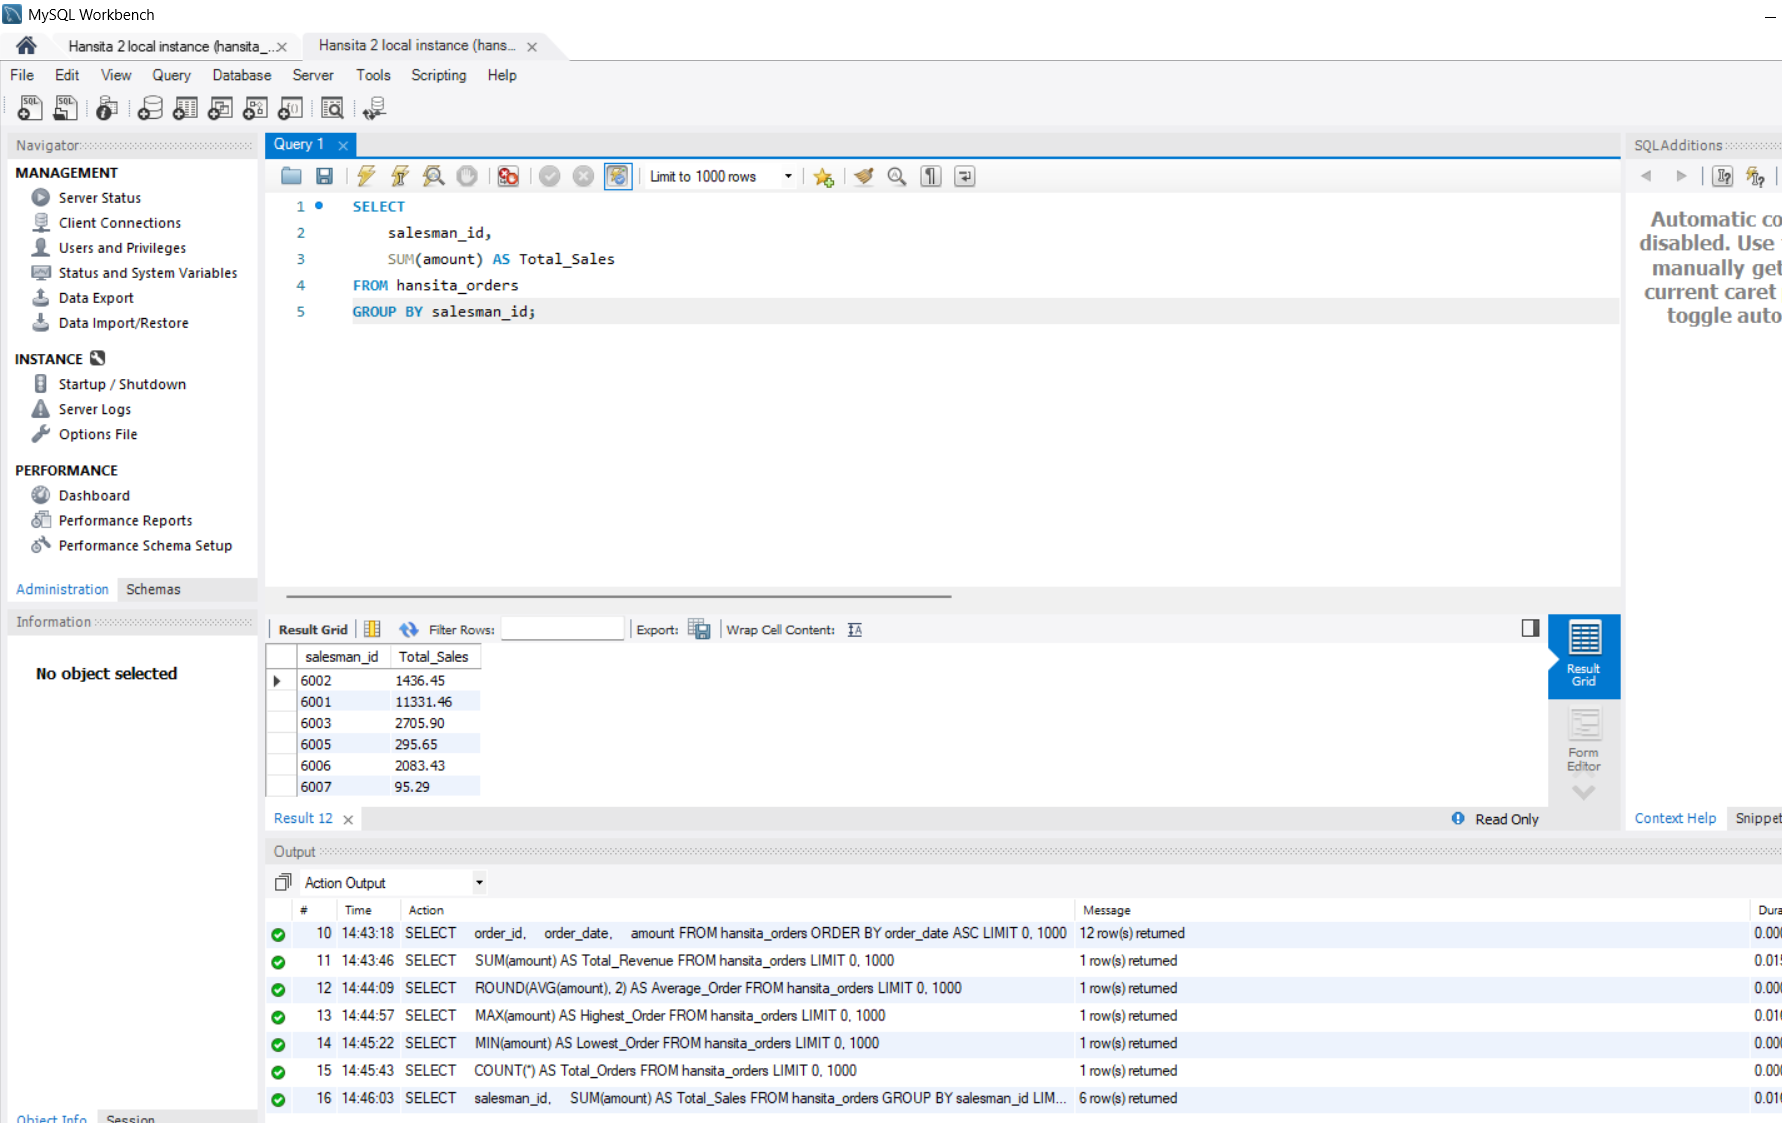 MySQL Workbench
Hansita 2 local instance (hansita_...
Hansita 2 local instance (hans...
File Edit View Query Database Server Tools Scripting Help
Navigator
MANAGEMENT
Server Status
Client Connections
Users and Privileges
Status and System Variables
Data Export
Data Import/Restore
INSTANCE
Startup / Shutdown
Server Logs
Options File
PERFORMANCE
Dashboard
Performance Reports
Performance Schema Setup
Administration Schemas
Information
No object selected
Object Info Session
Query 1
Limit to 1000 rows
1 SELECT
2 salesman_id,
3 SUM(amount) AS Total_Sales
4 FROM hansita_orders
5 GROUP BY salesman_id;
Result Grid Filter Rows: Export: Wrap Cell Content:
salesman_id Total_Sales
6002 1436.45
6001 11331.46
6003 2705.90
6005 295.65
6006 2083.43
6007 95.29
Result Grid
Form Editor
Result 12
Read Only
SQLAdditions
Automatic co
disabled. Use
manually get
current caret
toggle auto
Context Help Snippet
Output
Action Output
# Time Action Message Dura
10 14:43:18 SELECT order_id, order_date, amount FROM hansita_orders ORDER BY order_date ASC LIMIT 0, 1000 12 row(s) returned 0.000
11 14:43:46 SELECT SUM(amount) AS Total_Revenue FROM hansita_orders LIMIT 0, 1000 1 row(s) returned 0.015
12 14:44:09 SELECT ROUND(AVG(amount), 2) AS Average_Order FROM hansita_orders LIMIT 0, 1000 1 row(s) returned 0.000
13 14:44:57 SELECT MAX(amount) AS Highest_Order FROM hansita_orders LIMIT 0, 1000 1 row(s) returned 0.016
14 14:45:22 SELECT MIN(amount) AS Lowest_Order FROM hansita_orders LIMIT 0, 1000 1 row(s) returned 0.000
15 14:45:43 SELECT COUNT(*) AS Total_Orders FROM hansita_orders LIMIT 0, 1000 1 row(s) returned 0.000
16 14:46:03 SELECT salesman_id, SUM(amount) AS Total_Sales FROM hansita_orders GROUP BY salesman_id LIM... 6 row(s) returned 0.016